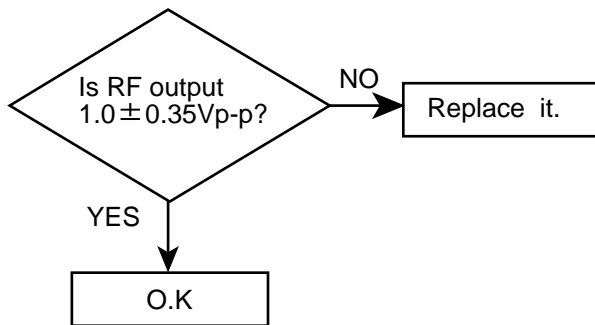 Is RF output
1.0±0.35Vp-p?
NO
Replace it.
YES
O.K